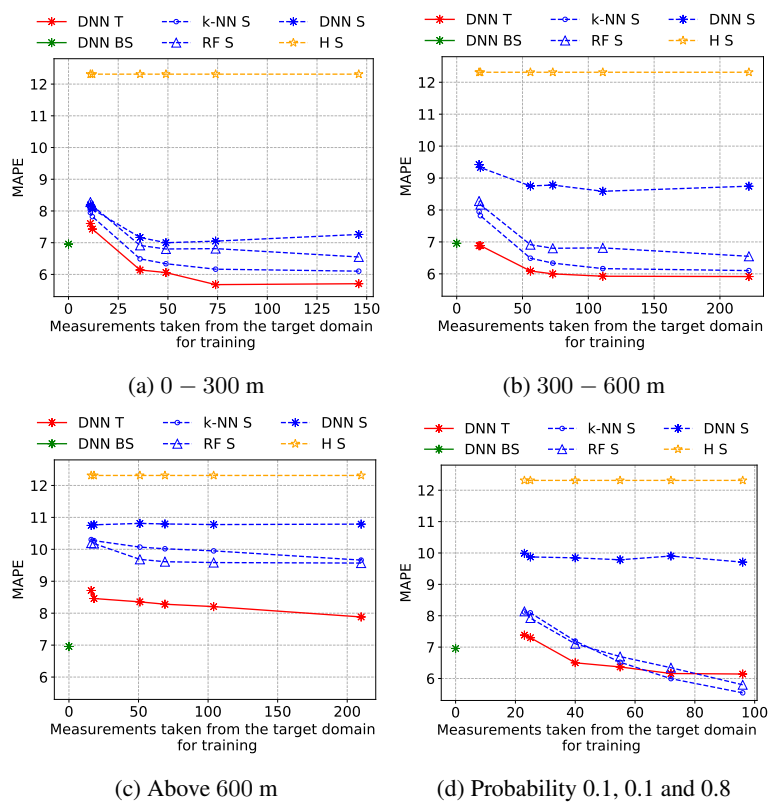 DNN T k-NN S DNN S
DNN BS RF S H S
12
11
10
9
8
7
6
MAPE
0 25 50 75 100 125 150
Measurements taken from the target domain
for training
(a) 0 − 300 m
DNN T k-NN S DNN S
DNN BS RF S H S
12
11
10
9
8
7
6
MAPE
0 50 100 150 200
Measurements taken from the target domain
for training
(b) 300 − 600 m
DNN T k-NN S DNN S
DNN BS RF S H S
12
11
10
9
8
7
6
MAPE
0 50 100 150 200
Measurements taken from the target domain
for training
(c) Above 600 m
DNN T k-NN S DNN S
DNN BS RF S H S
12
11
10
9
8
7
6
MAPE
0 20 40 60 80 100
Measurements taken from the target domain
for training
(d) Probability 0.1, 0.1 and 0.8